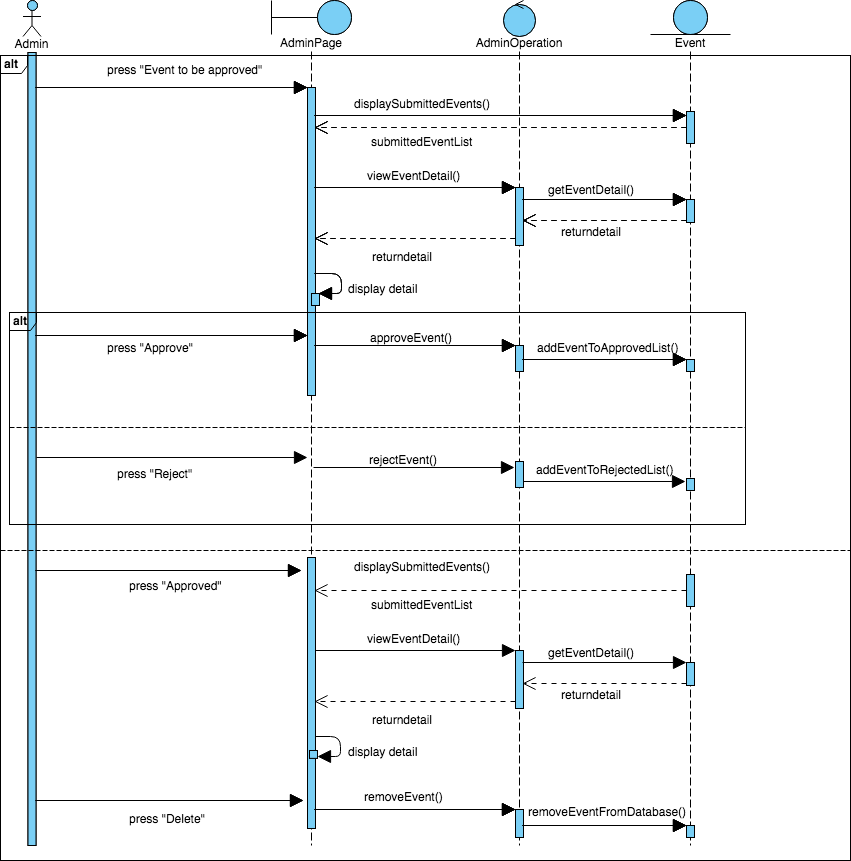 Admin
AdminPage
AdminOperation
Event
alt
press "Event to be approved"
displaySubmittedEvents()
submittedEventList
viewEventDetail()
getEventDetail()
returndetail
returndetail
display detail
alt
press "Approve"
approveEvent()
addEventToApprovedList()
press "Reject"
rejectEvent()
addEventToRejectedList()
press "Approved"
displaySubmittedEvents()
submittedEventList
viewEventDetail()
getEventDetail()
returndetail
returndetail
display detail
press "Delete"
removeEvent()
removeEventFromDatabase()